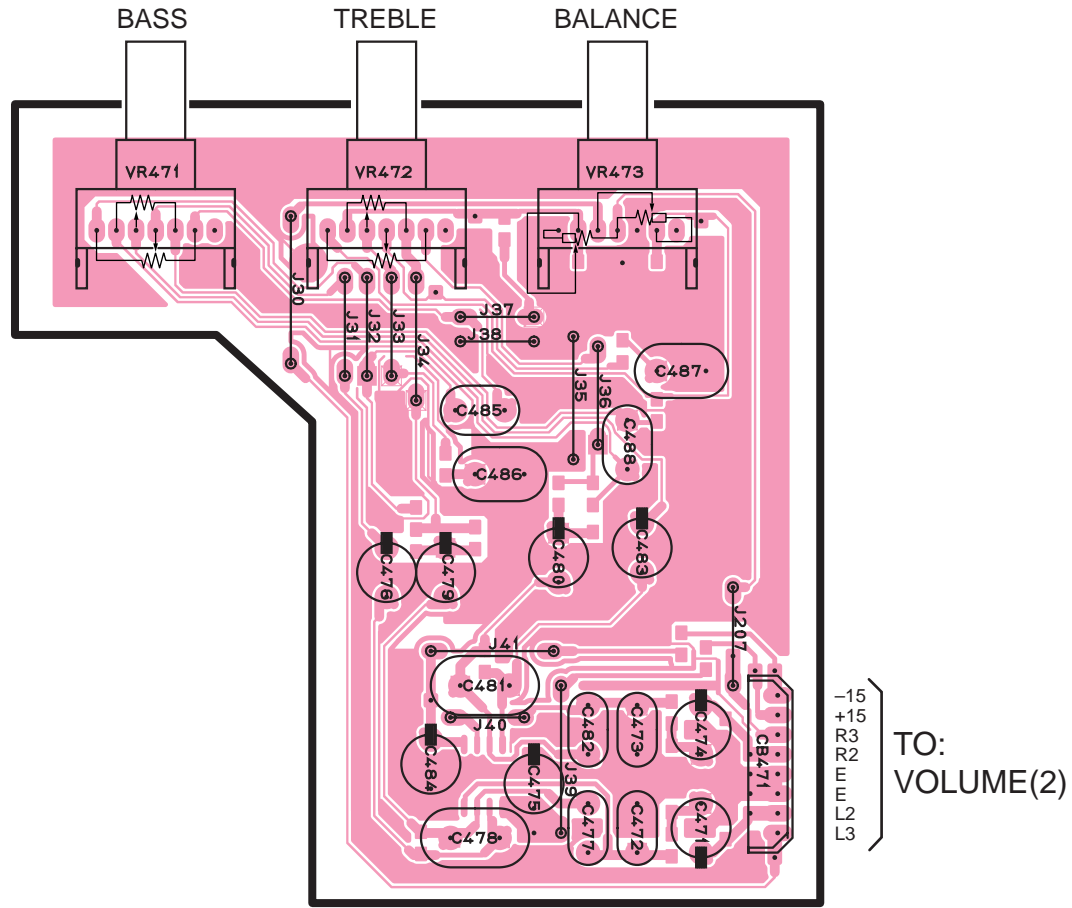 BASS TREBLE BALANCE
VR471 VR472 VR473
J30
J31
J32
J33
J34
J37
J38
J35
J36
C487
C485
C488
C486
C476
C479
C480
C483
J207
J41
C481
J40
C482
C473
C474
CB471
C484
C475
J39
C478
C477
C472
C471
–15
+15
R3
R2
E
E
L2
L3
TO:
VOLUME(2)